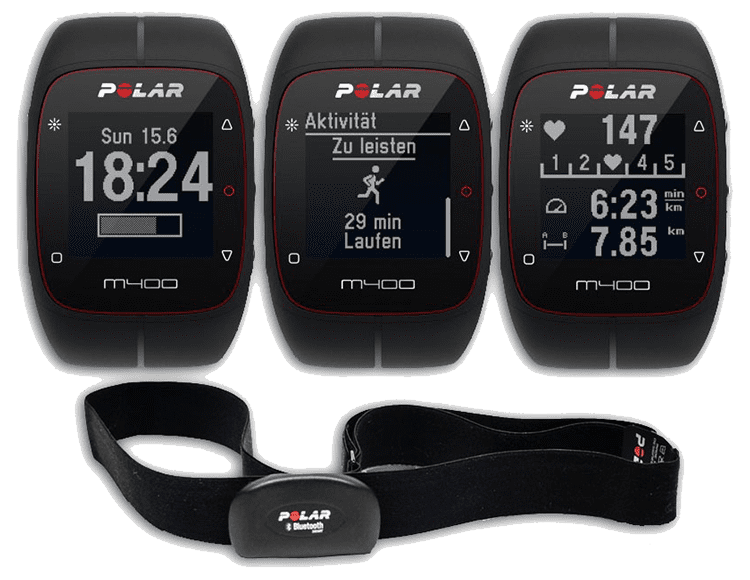 POLAR
Sun 15.6
18:24
M400
POLAR
Aktivität
Zu leisten
29 min
Laufen
M400
POLAR
147
1 2 4 5
6:23 min/km
A B
7.85 km
M400
POLAR
Bluetooth
POLAR